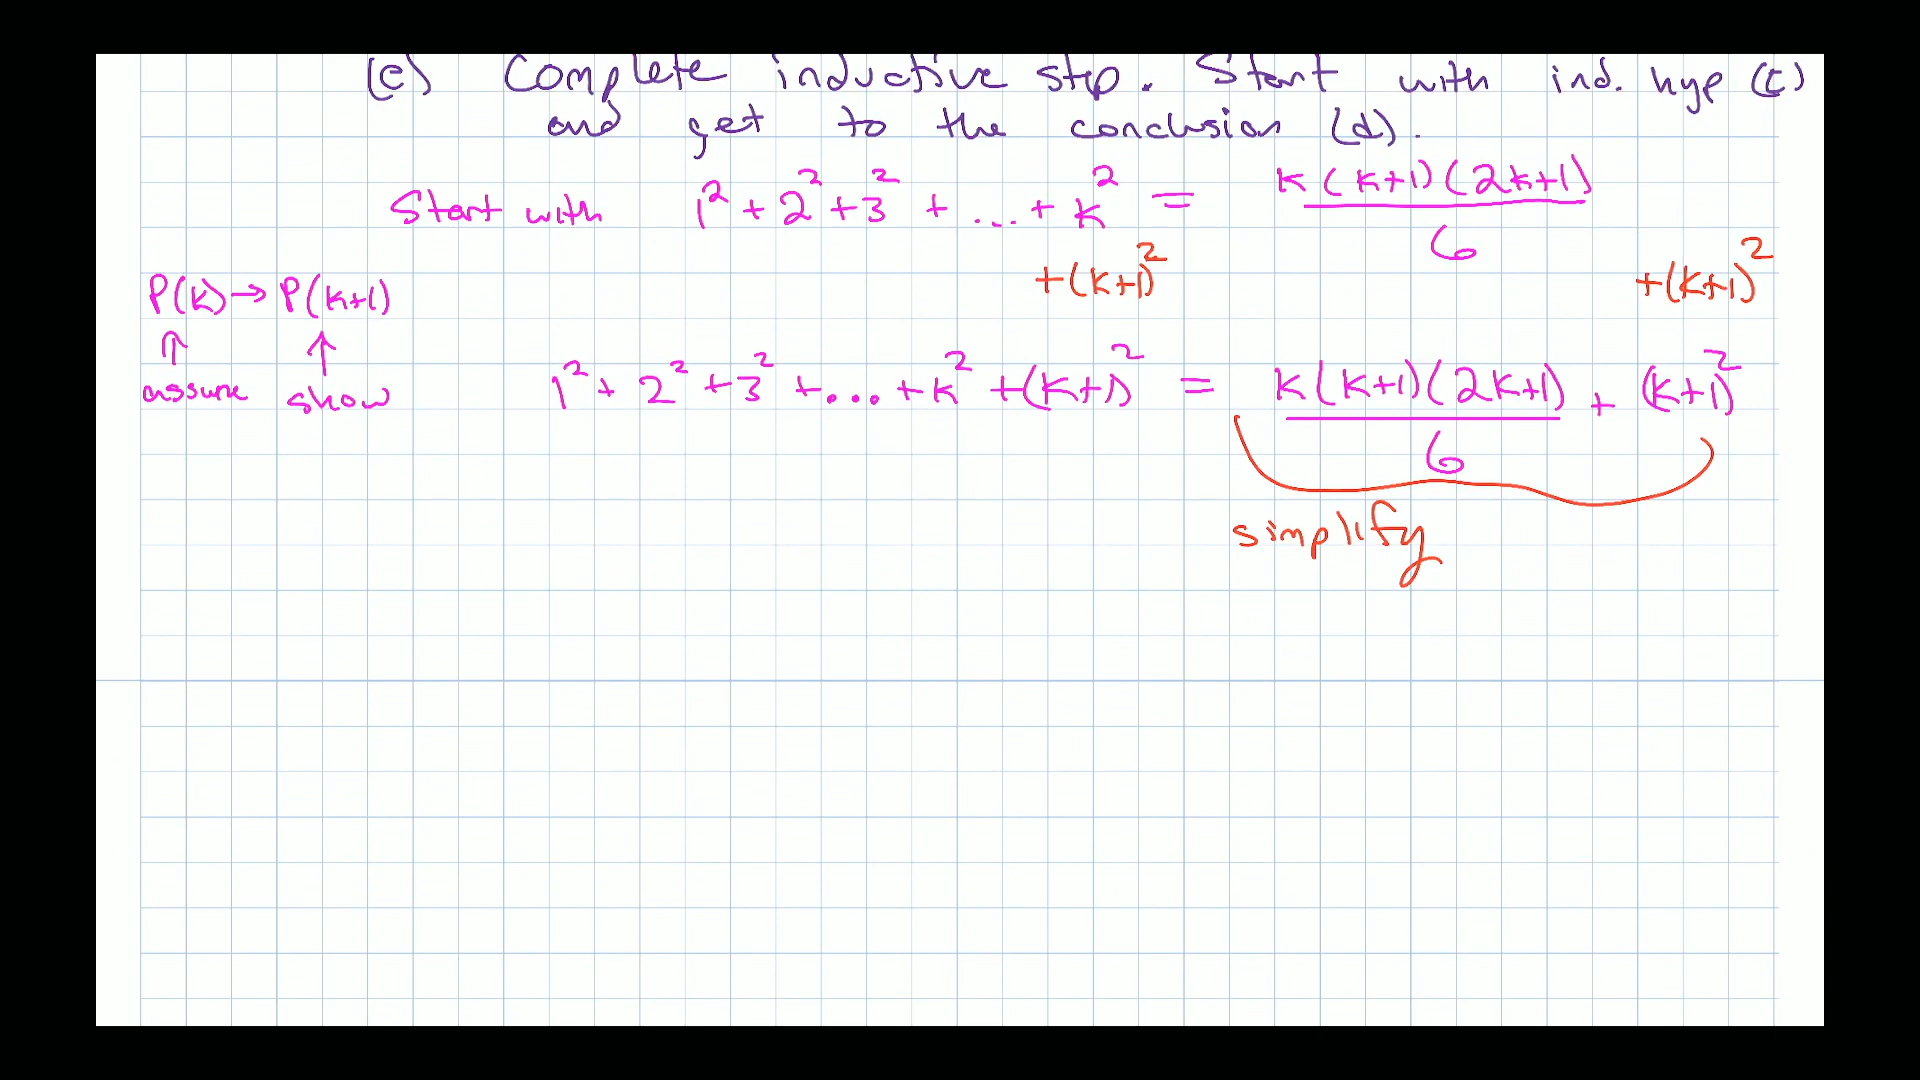 (e) Complete inductive step. Start with ind. hyp (c)
and get to the conclusion (d).
Start with 1² + 2² + 3² + ... + k² = k(k+1)(2k+1)/6
+(k+1)² +(k+1)²
P(k) → P(k+1)
↑ ↑
assume show
1² + 2² + 3² + ... + k² + (k+1)² = k(k+1)(2k+1)/6 + (k+1)²
simplify